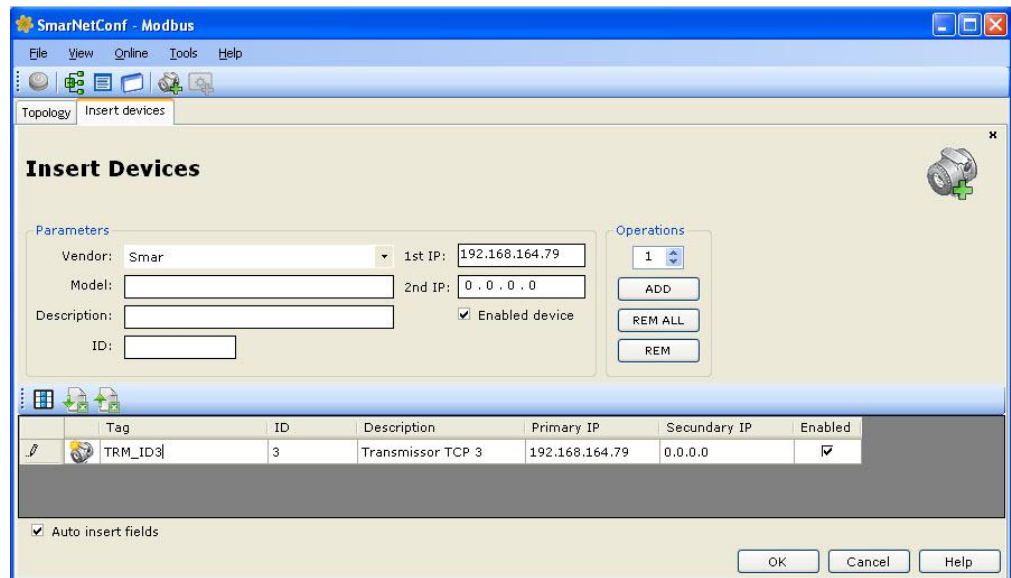 SmarNetConf - Modbus
File View Online Tools Help
Topology Insert devices
Insert Devices
Parameters
Vendor: Smar
1st IP: 192.168.164.79
Model:
2nd IP: 0 . 0 . 0 . 0
Description:
Enabled device
ID:
Operations
1
ADD
REM ALL
REM
Tag ID Description Primary IP Secundary IP Enabled
TRM_ID3 3 Transmissor TCP 3 192.168.164.79 0.0.0.0
Auto insert fields
OK Cancel Help